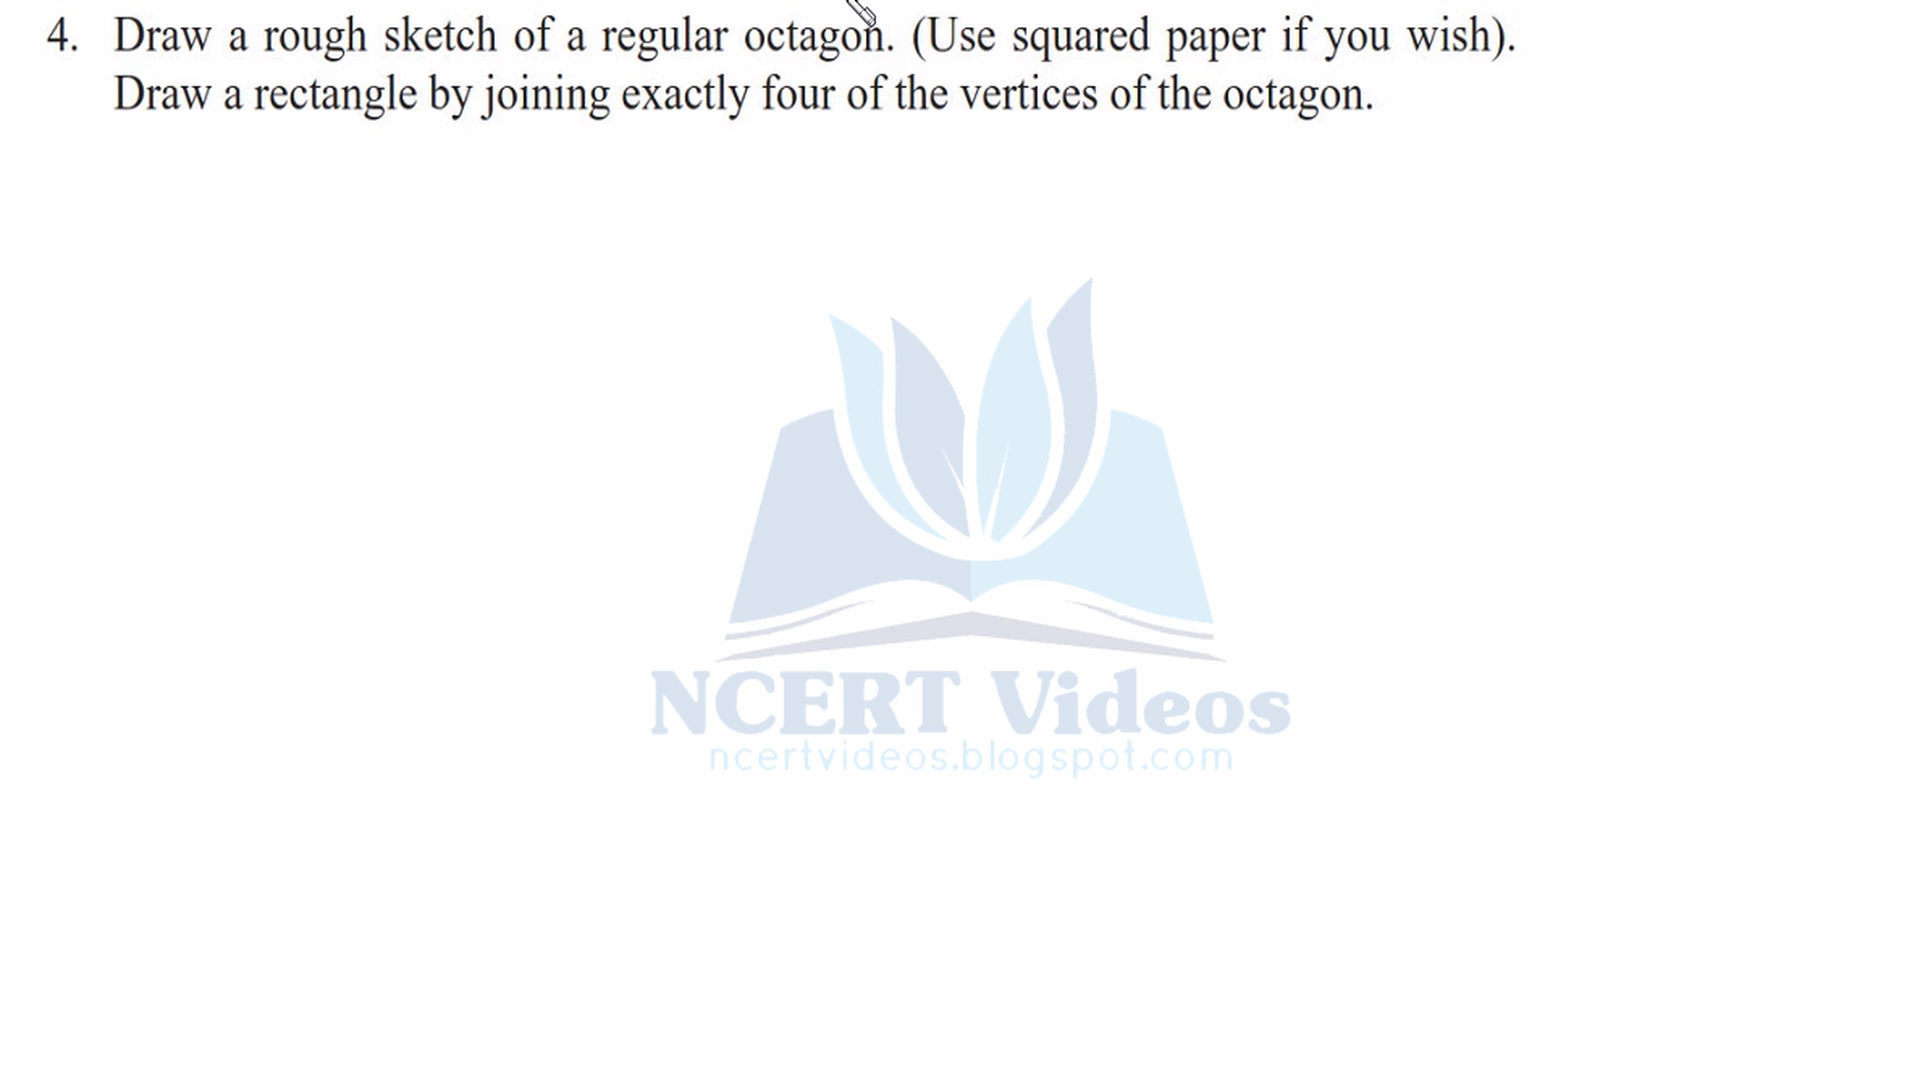 4. Draw a rough sketch of a regular octagon. (Use squared paper if you wish).
Draw a rectangle by joining exactly four of the vertices of the octagon.
NCERT Videos
ncertvideos.blogspot.com